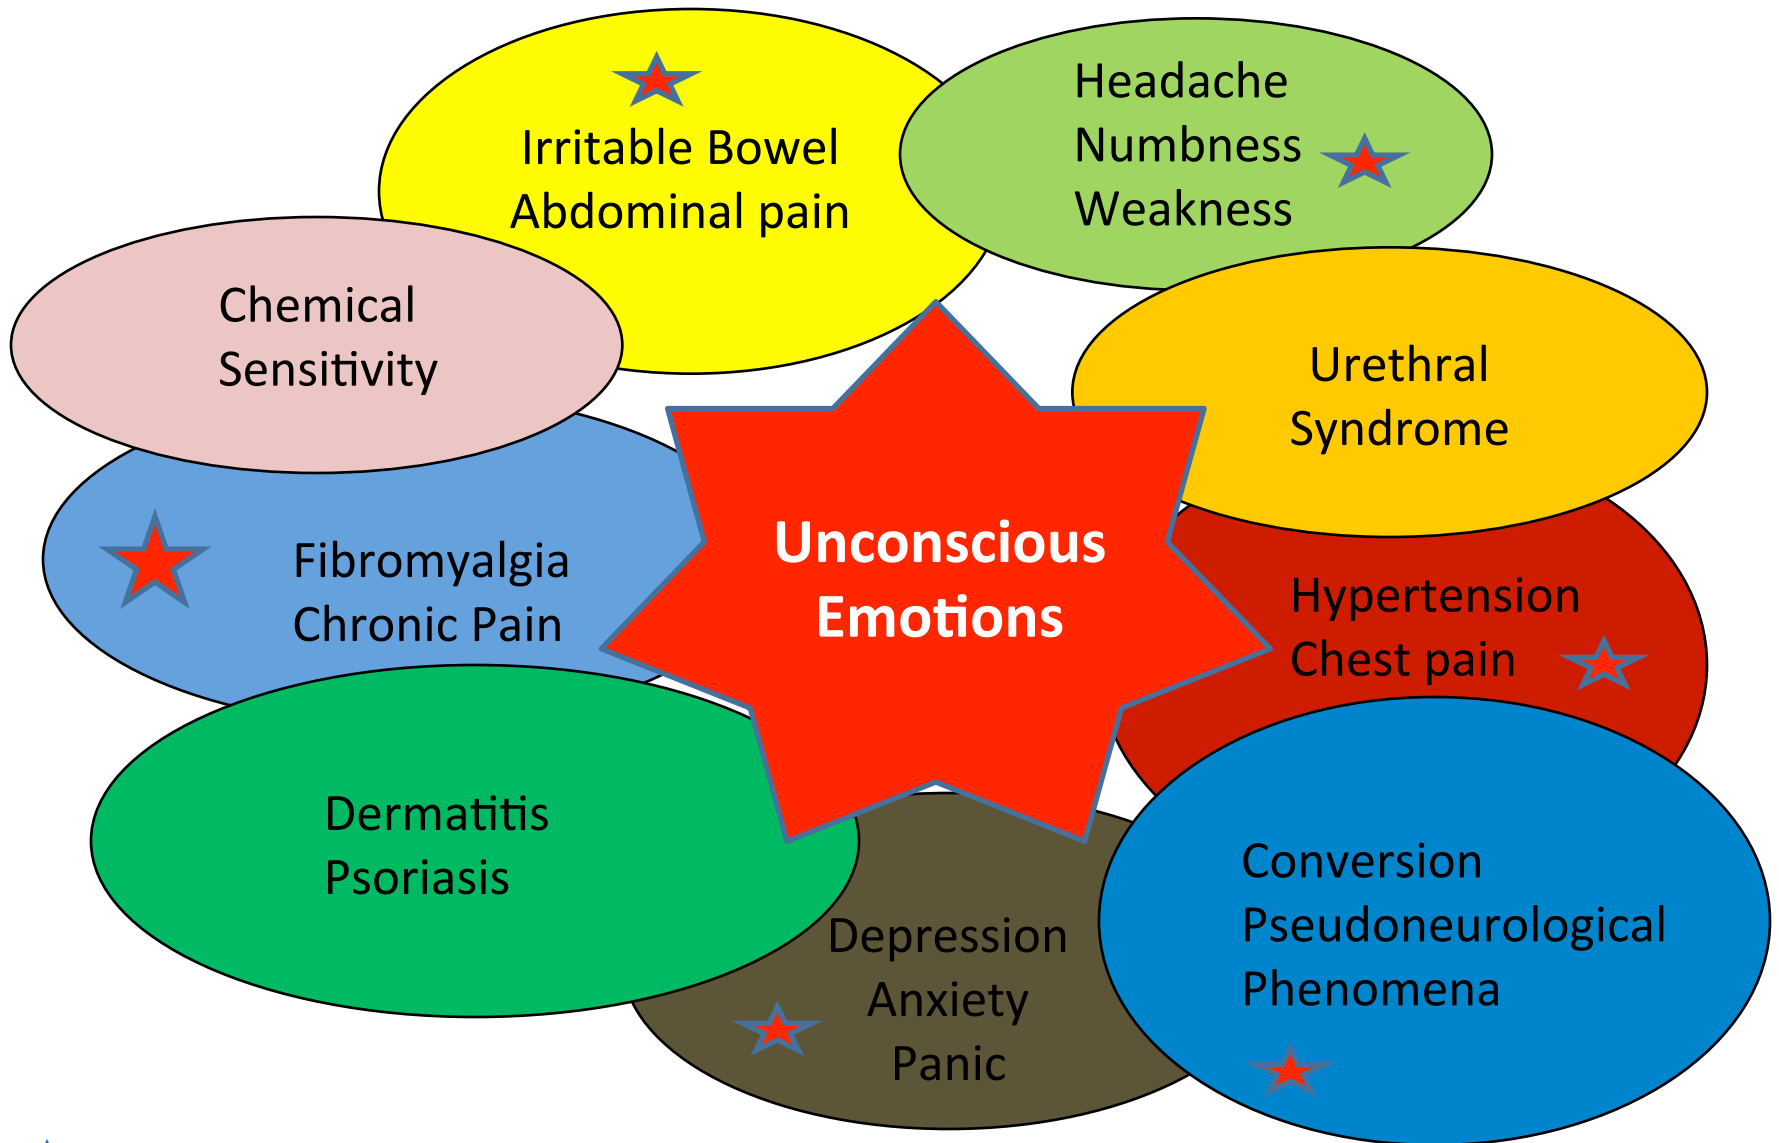 Irritable Bowel
Abdominal pain
Headache
Numbness
Weakness
Chemical
Sensitivity
Urethral
Syndrome
Unconscious
Emotions
Fibromyalgia
Chronic Pain
Hypertension
Chest pain
Dermatitis
Psoriasis
Depression
Anxiety
Panic
Conversion
Pseudoneurological
Phenomena